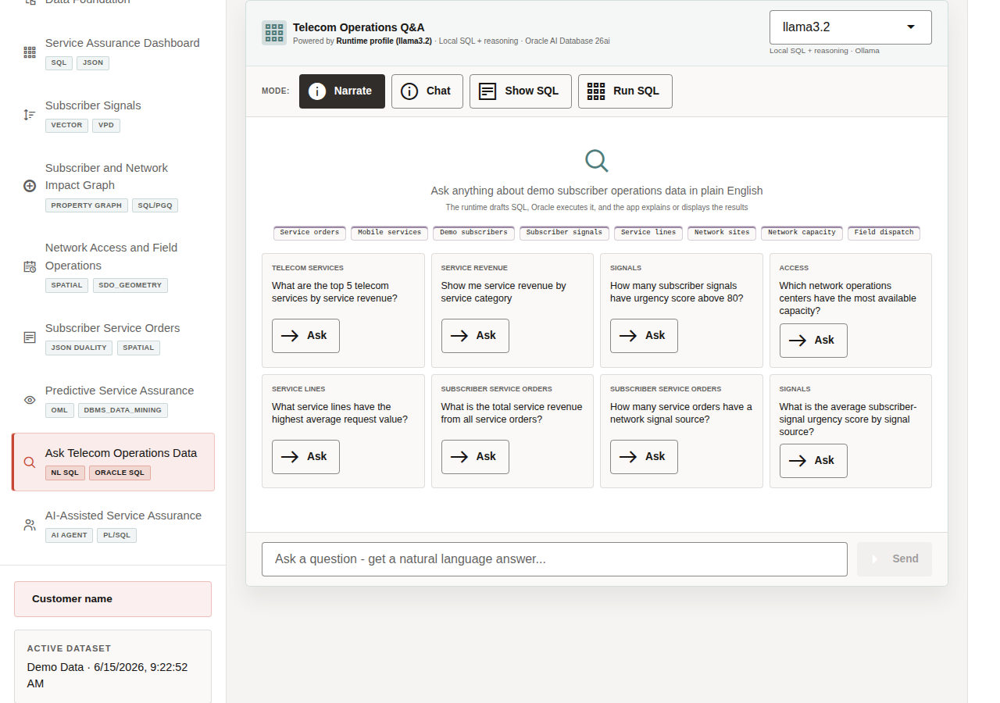 Data Foundation
Service Assurance Dashboard
SQL JSON
Subscriber Signals
VECTOR VPD
Subscriber and Network
Impact Graph
PROPERTY GRAPH SQL/PGQ
Network Access and Field
Operations
SPATIAL SDO_GEOMETRY
Subscriber Service Orders
JSON DUALITY SPATIAL
Predictive Service Assurance
OML DBMS_DATA_MINING
Ask Telecom Operations Data
NL SQL ORACLE SQL
AI-Assisted Service Assurance
AI AGENT PL/SQL
Customer name
ACTIVE DATASET
Demo Data · 6/15/2026, 9:22:52
AM
Telecom Operations Q&A
Powered by Runtime profile (llama3.2) · Local SQL + reasoning · Oracle AI Database 26ai
llama3.2
Local SQL + reasoning · Ollama
MODE: Narrate Chat Show SQL Run SQL
Ask anything about demo subscriber operations data in plain English
The runtime drafts SQL, Oracle executes it, and the app explains or displays the results
Service orders Mobile services Demo subscribers Subscriber signals Service lines Network sites Network capacity Field dispatch
TELECOM SERVICES
What are the top 5 telecom
services by service revenue?
Ask
SERVICE REVENUE
Show me service revenue by
service category
Ask
SIGNALS
How many subscriber signals
have urgency score above 80?
Ask
ACCESS
Which network operations
centers have the most available
capacity?
Ask
SERVICE LINES
What service lines have the
highest average request value?
Ask
SUBSCRIBER SERVICE ORDERS
What is the total service revenue
from all service orders?
Ask
SUBSCRIBER SERVICE ORDERS
How many service orders have a
network signal source?
Ask
SIGNALS
What is the average subscriber-
signal urgency score by signal
source?
Ask
Ask a question - get a natural language answer...
Send